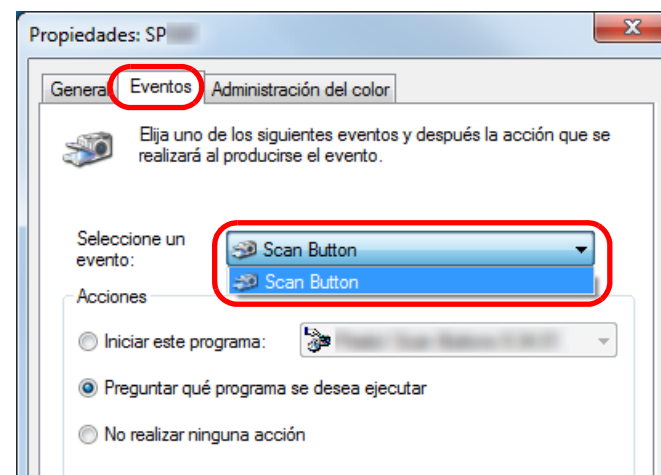 Propiedades: SP
General Eventos Administración del color
Elija uno de los siguientes eventos y después la acción que se
realizará al producirse el evento.
Seleccione un
evento:
Scan Button
Scan Button
Acciones
Iniciar este programa:
Preguntar qué programa se desea ejecutar
No realizar ninguna acción